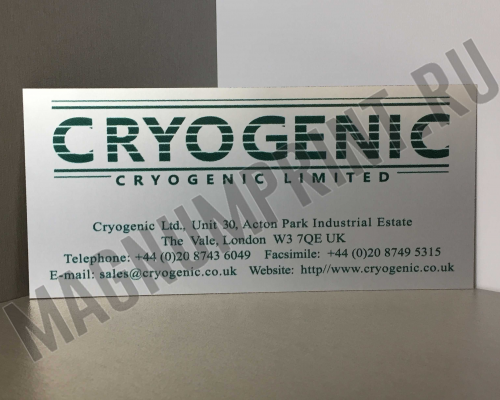 CRYOGENIC
CRYOGENIC LIMITED
Cryogenic Ltd., Unit 30, Acton Park Industrial Estate
The Vale, London W3 7QE UK
Telephone: +44 (0)20 8743 6049 Facsimile: +44 (0)20 8749 5315
E-mail: sales@cryogenic.co.uk Website: http//www.cryogenic.co.uk
MAGNUMPRINT.RU